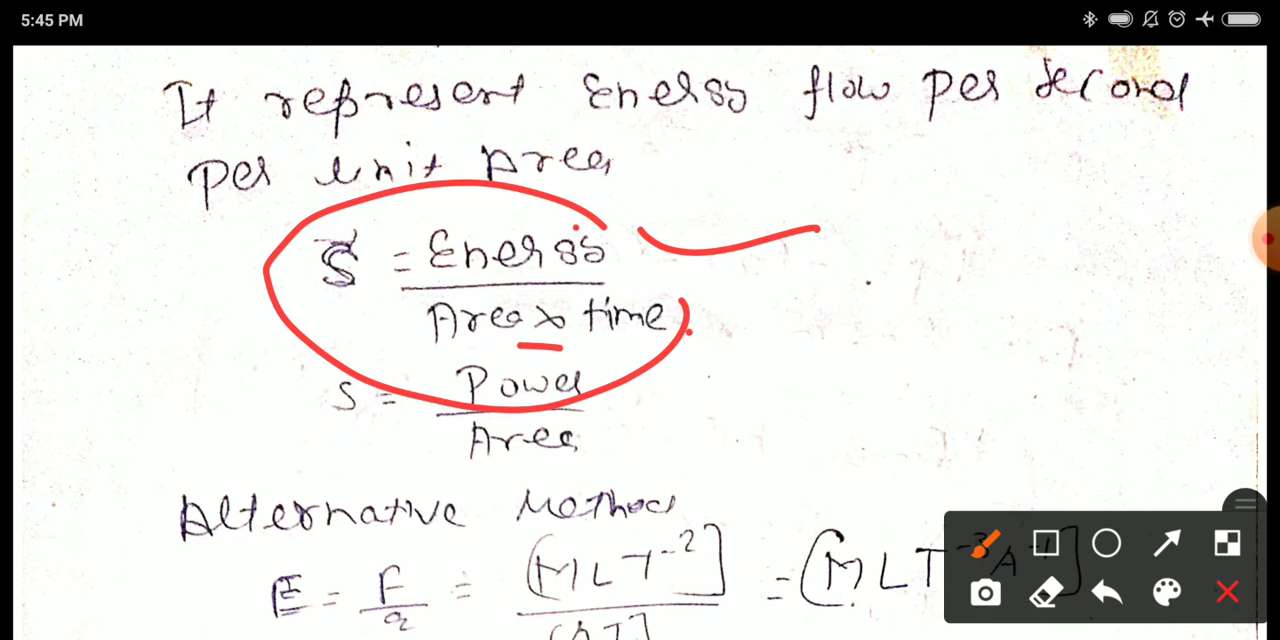 5:45 PM
It represent Energy flow per second
per unit Area
S⃗ = Energy / Area × time
S = Power / Area
Alternative Method
E = F/q = [MLT⁻²] / [AT] = [MLT⁻³A⁻¹]